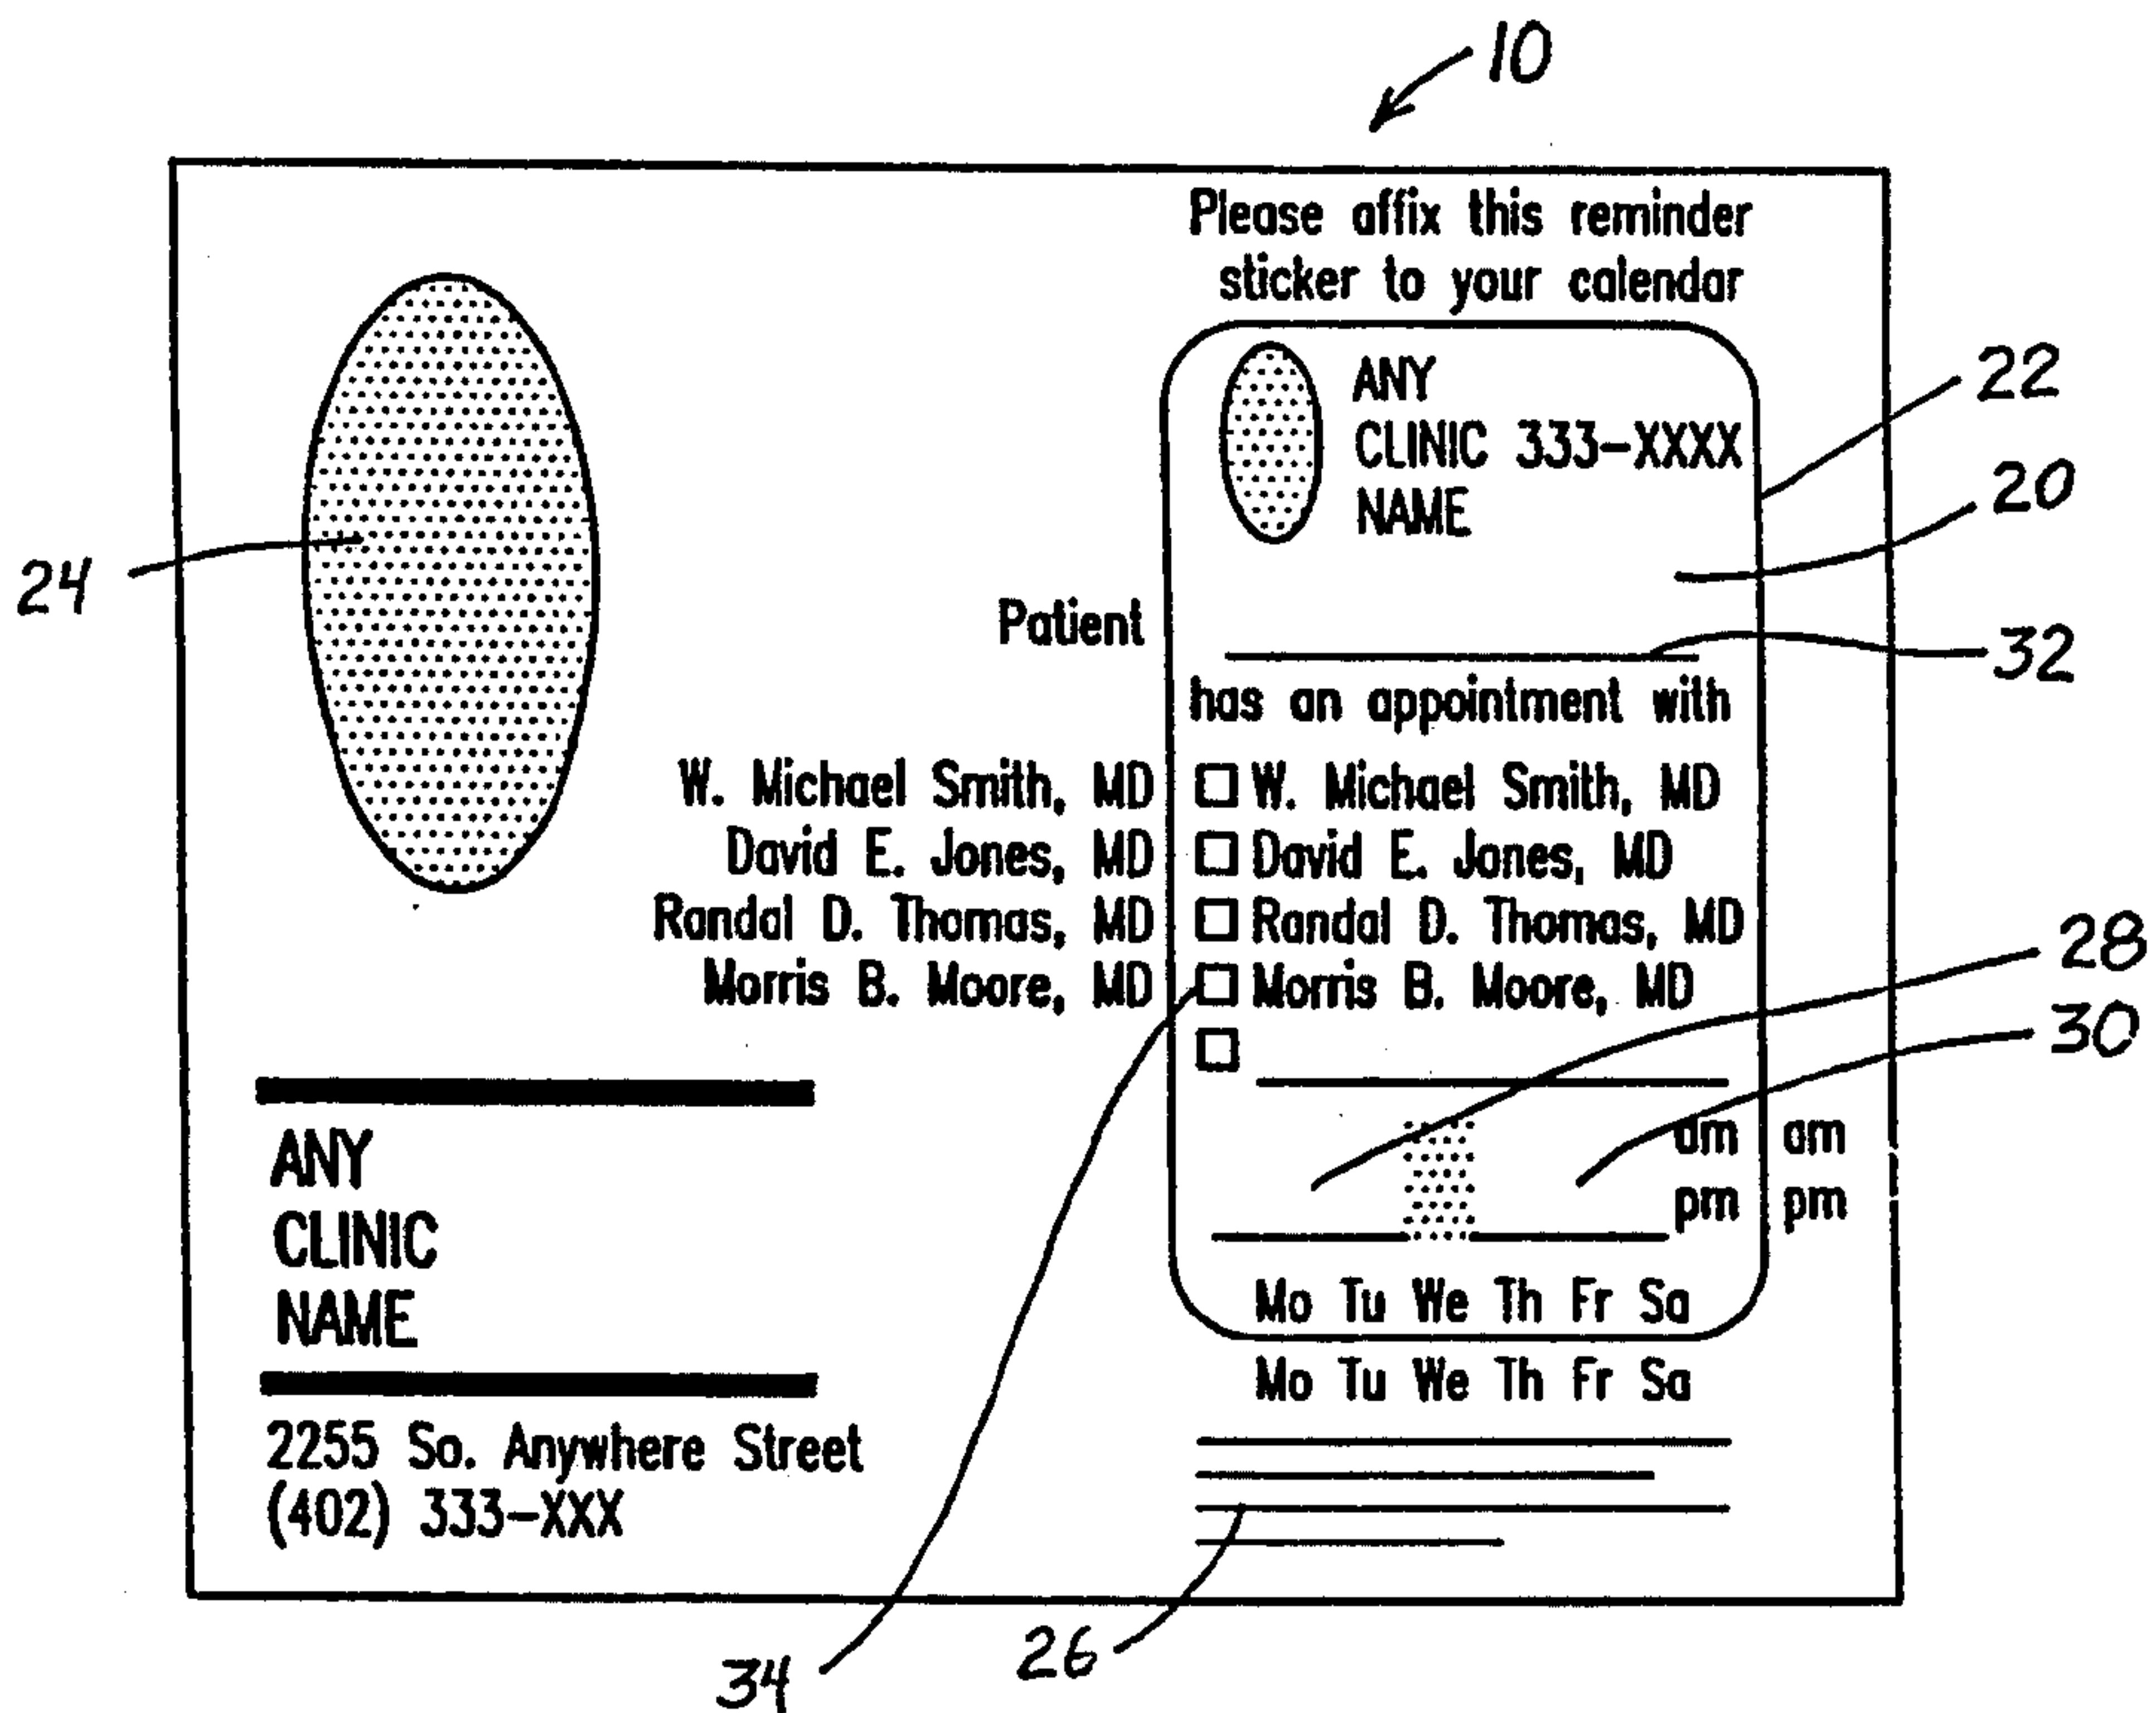 10
Please affix this reminder
sticker to your calendar
ANY
CLINIC 333-XXXX
NAME
22
20
24
Patient
32
has an appointment with
W. Michael Smith, MD □ W. Michael Smith, MD
David E. Jones, MD □ David E. Jones, MD
Randal D. Thomas, MD □ Randal D. Thomas, MD
Morris B. Moore, MD □ Morris B. Moore, MD
□
28
30
am am
pm pm
Mo Tu We Th Fr Sa
Mo Tu We Th Fr Sa
ANY
CLINIC
NAME
2255 So. Anywhere Street
(402) 333-XXX
34
26